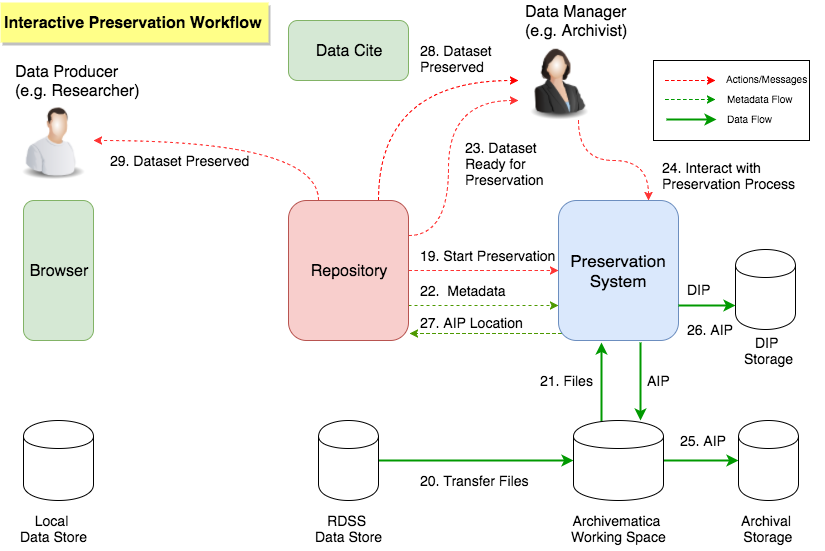 Interactive Preservation Workflow
Data Cite
Data Manager
(e.g. Archivist)
28. Dataset
Preserved
Data Producer
(e.g. Researcher)
Actions/Messages
Metadata Flow
Data Flow
29. Dataset Preserved
23. Dataset
Ready for
Preservation
24. Interact with
Preservation Process
Browser
Repository
19. Start Preservation
22.  Metadata
27. AIP Location
Preservation
System
DIP
26. AIP
DIP
Storage
21. Files
AIP
20. Transfer Files
25. AIP
Local
Data Store
RDSS
Data Store
Archivematica
Working Space
Archival
Storage